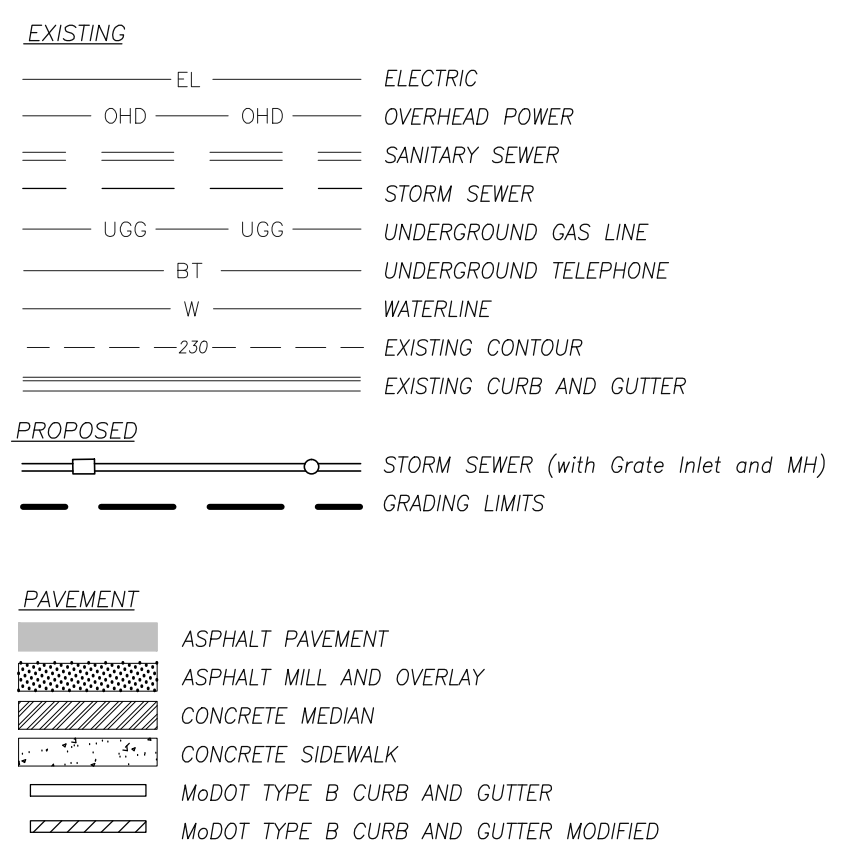 EXISTING
EL ELECTRIC
OHD OHD OVERHEAD POWER
SANITARY SEWER
STORM SEWER
UGG UGG UNDERGROUND GAS LINE
BT UNDERGROUND TELEPHONE
W WATERLINE
230 EXISTING CONTOUR
EXISTING CURB AND GUTTER
PROPOSED
STORM SEWER (with Grate Inlet and MH)
GRADING LIMITS
PAVEMENT
ASPHALT PAVEMENT
ASPHALT MILL AND OVERLAY
CONCRETE MEDIAN
CONCRETE SIDEWALK
MoDOT TYPE B CURB AND GUTTER
MoDOT TYPE B CURB AND GUTTER MODIFIED